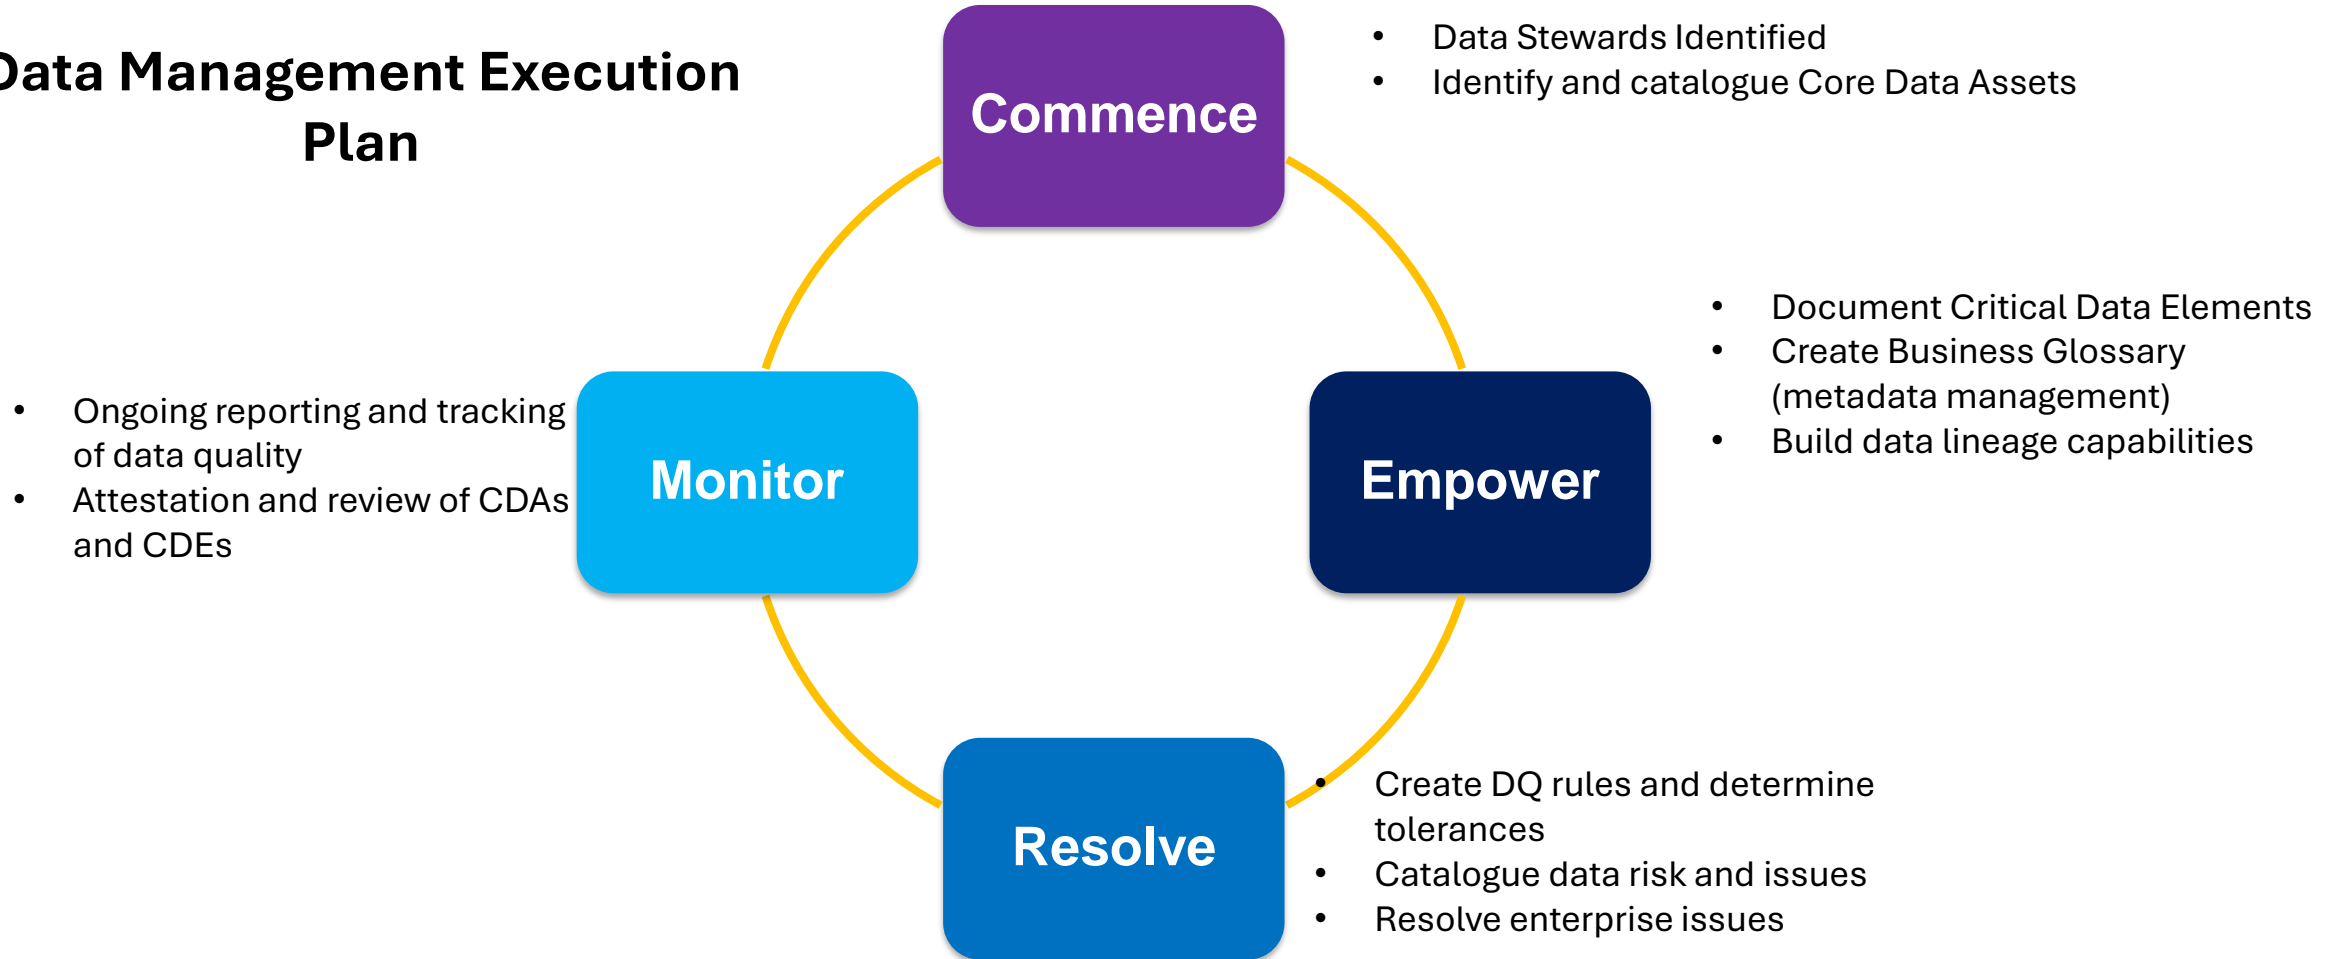 Data Management Execution
Plan
Commence
• Data Stewards Identified
• Identify and catalogue Core Data Assets
Empower
• Document Critical Data Elements
• Create Business Glossary
(metadata management)
• Build data lineage capabilities
Resolve
• Create DQ rules and determine
tolerances
• Catalogue data risk and issues
• Resolve enterprise issues
Monitor
• Ongoing reporting and tracking
of data quality
• Attestation and review of CDAs
and CDEs